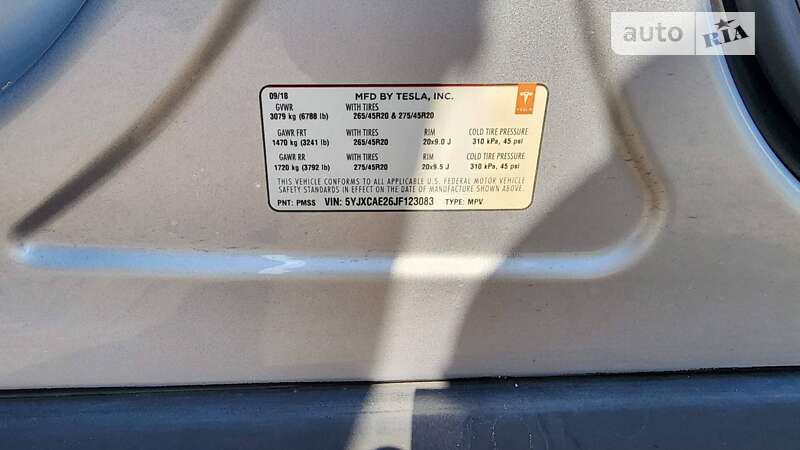 auto RIA
09/18 MFD BY TESLA, INC.
GVWR WITH TIRES
3079 kg (6788 lb) 265/45R20 & 275/45R20
GAWR FRT WITH TIRES RIM COLD TIRE PRESSURE
1470 kg (3241 lb) 265/45R20 20x9.0 J 310 kPa, 45 psi
GAWR RR WITH TIRES RIM COLD TIRE PRESSURE
1720 kg (3792 lb) 275/45R20 20x9.5 J 310 kPa, 45 psi
THIS VEHICLE CONFORMS TO ALL APPLICABLE U.S. FEDERAL MOTOR VEHICLE
SAFETY STANDARDS IN EFFECT ON THE DATE OF MANUFACTURE SHOWN ABOVE.
PNT: PMSS VIN: 5YJXCAE26JF123083 TYPE: MPV
TESLA